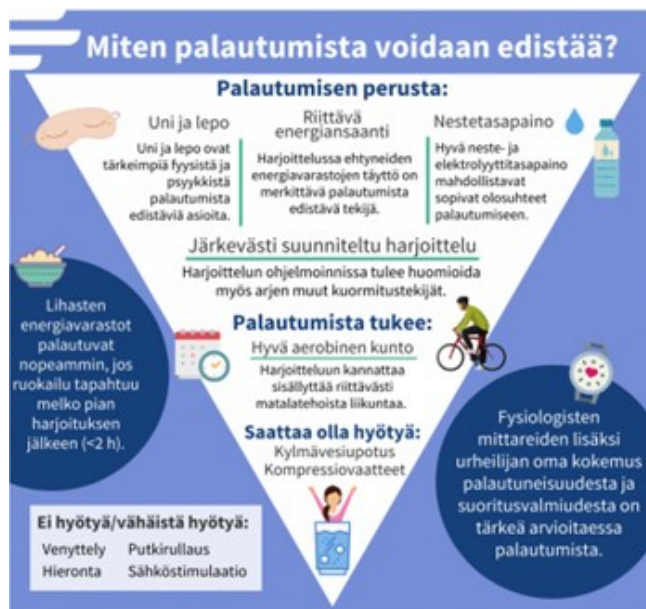 Miten palautumista voidaan edistää?
Palautumisen perusta:
Uni ja lepo
Uni ja lepo ovat
tärkeimpiä fyysistä ja
psyykkistä
palautumista
edistäviä asioita.
Riittävä
energiansaanti
Harjoittelussa ehtyneiden
energiavarastojen täyttö on
merkittävä palautumista
edistävä tekijä.
Nestetasapaino
Hyvä neste- ja
elektrolyyttitasapaino
mahdollistavat
sopivat olosuhteet
palautumiseen.
Järkevästi suunniteltu harjoittelu
Harjoittelun ohjelmoinnissa tulee huomioida
myös arjen muut kuormitustekijät.
Lihasten
energiavarastot
palautuvat
nopeammin, jos
ruokailu tapahtuu
melko pian
harjoituksen
jälkeen (<2 h).
Palautumista tukee:
Hyvä aerobinen kunto
Harjoitteluun kannattaa
sisällyttää riittävästi
matalatehoista liikuntaa.
Saattaa olla hyötyä:
Kylmävesiupotus
Kompressiovaatteet
Fysiologisten
mittareiden lisäksi
urheilijan oma kokemus
palautuneisuudesta ja
suoritusvalmiudesta on
tärkeä arvioitaessa
palautumista.
Ei hyötyä/vähäistä hyötyä:
Venyttely Putkirullaus
Hieronta Sähköstimulaatio